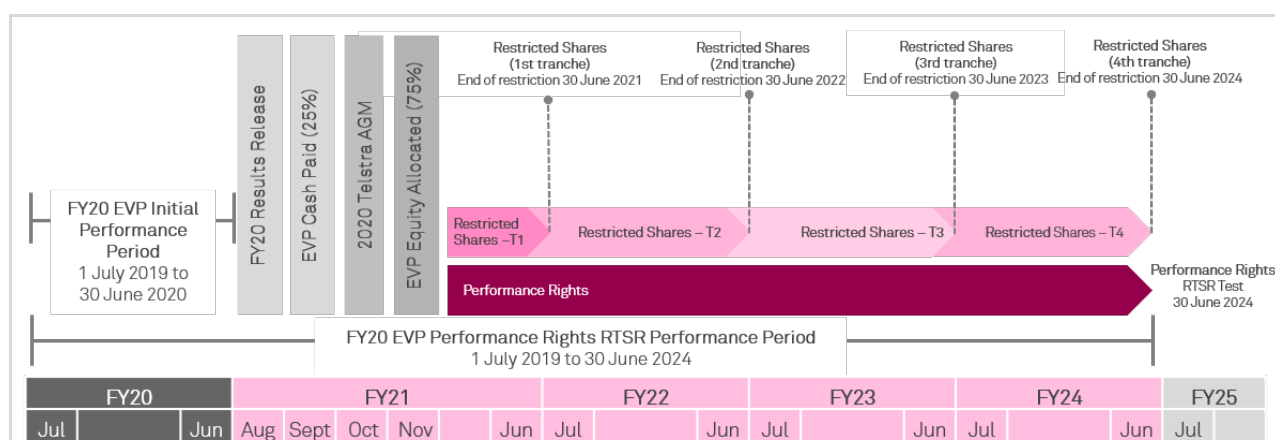 Restricted Shares
(1st tranche)
End of restriction 30 June 2021
Restricted Shares
(2nd tranche)
End of restriction 30 June 2022
Restricted Shares
(3rd tranche)
End of restriction 30 June 2023
Restricted Shares
(4th tranche)
End of restriction 30 June 2024
FY20 EVP Initial
Performance
Period
1 July 2019 to
30 June 2020
FY20 Results Release
EVP Cash Paid (25%)
2020 Telstra AGM
EVP Equity Allocated (75%)
Restricted
Shares –T1
Restricted Shares – T2
Restricted Shares – T3
Restricted Shares – T4
Performance Rights
Performance Rights
RTSR Test
30 June 2024
FY20 EVP Performance Rights RTSR Performance Period
1 July 2019 to 30 June 2024
FY20 FY21 FY22 FY23 FY24 FY25
Jul Jun Aug Sept Oct Nov Jun Jul Jun Jul Jun Jul Jun Jul